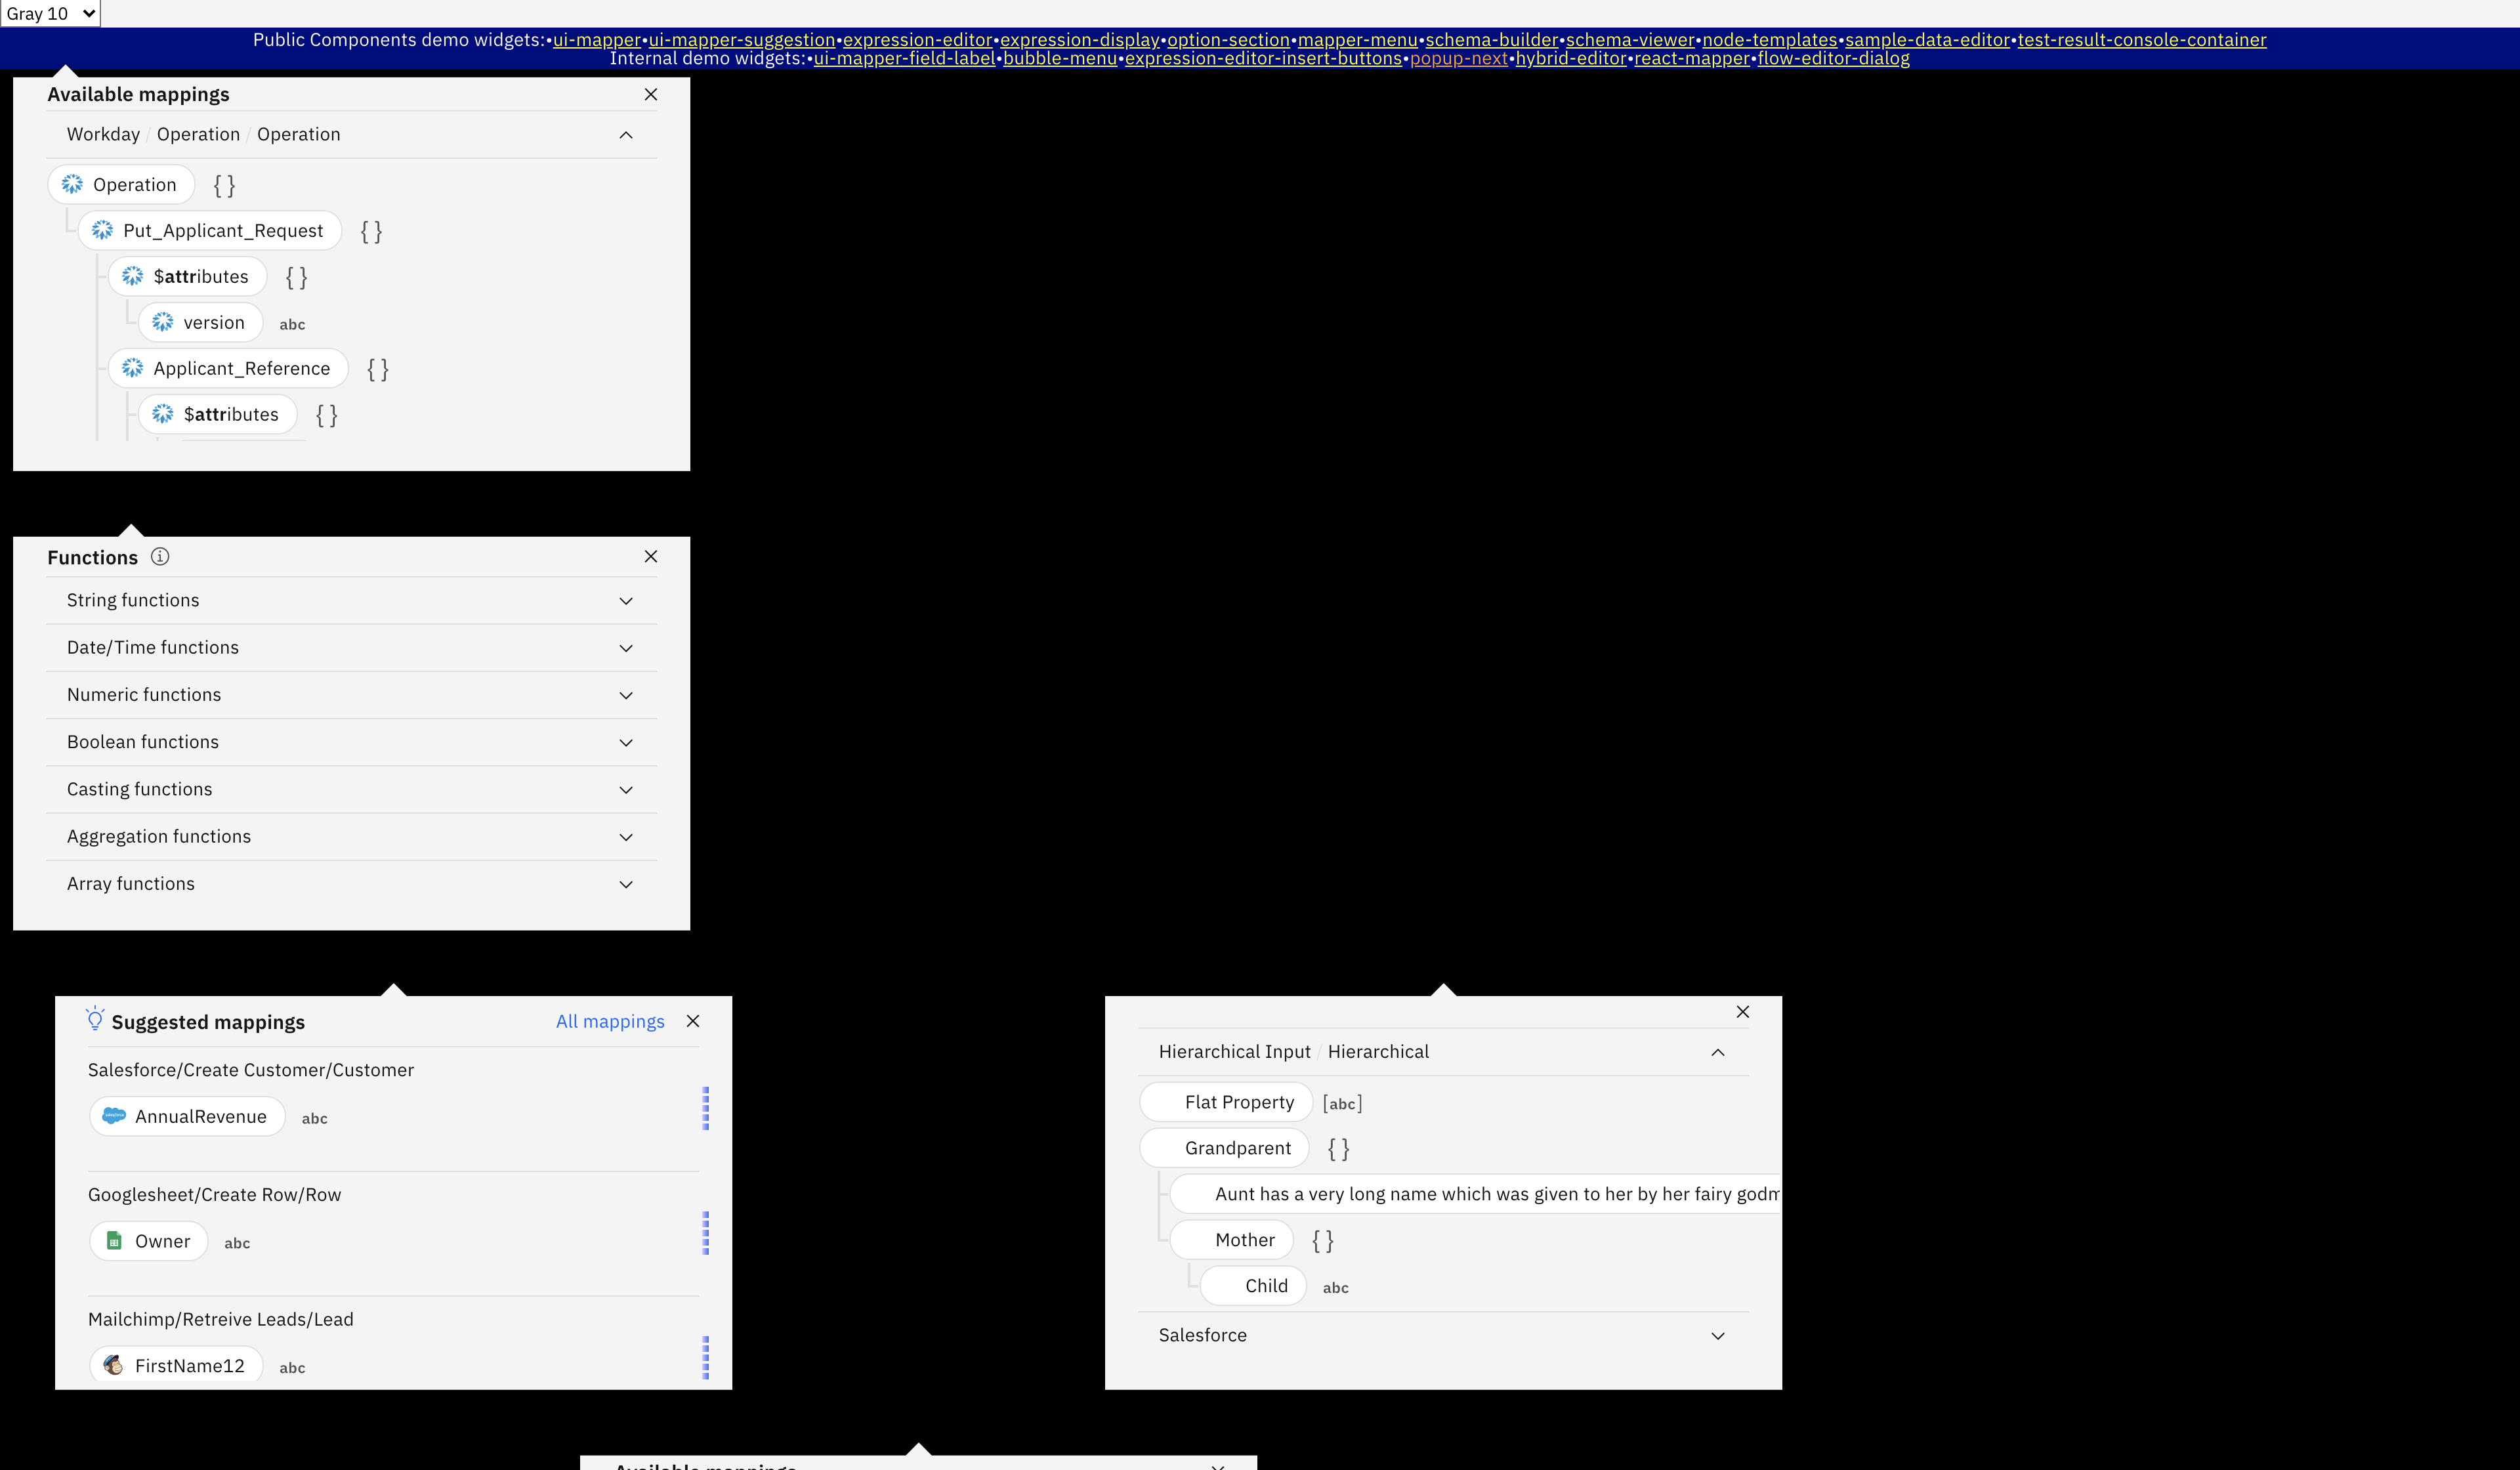 Gray 10
Public Components demo widgets:•ui-mapper•ui-mapper-suggestion•expression-editor•expression-display•option-section•mapper-menu•schema-builder•schema-viewer•node-templates•sample-data-editor•test-result-console-container
Internal demo widgets:•ui-mapper-field-label•bubble-menu•expression-editor-insert-buttons•popup-next•hybrid-editor•react-mapper•flow-editor-dialog
Available mappings
Workday / Operation / Operation
Operation { }
Put_Applicant_Request { }
$attributes { }
version abc
Applicant_Reference { }
$attributes { }
Functions
String functions
Date/Time functions
Numeric functions
Boolean functions
Casting functions
Aggregation functions
Array functions
Suggested mappings All mappings
Salesforce/Create Customer/Customer
AnnualRevenue abc
Googlesheet/Create Row/Row
Owner abc
Mailchimp/Retreive Leads/Lead
FirstName12 abc
Hierarchical Input / Hierarchical
Flat Property [abc]
Grandparent { }
Aunt has a very long name which was given to her by her fairy godm
Mother { }
Child abc
Salesforce
Available mappings